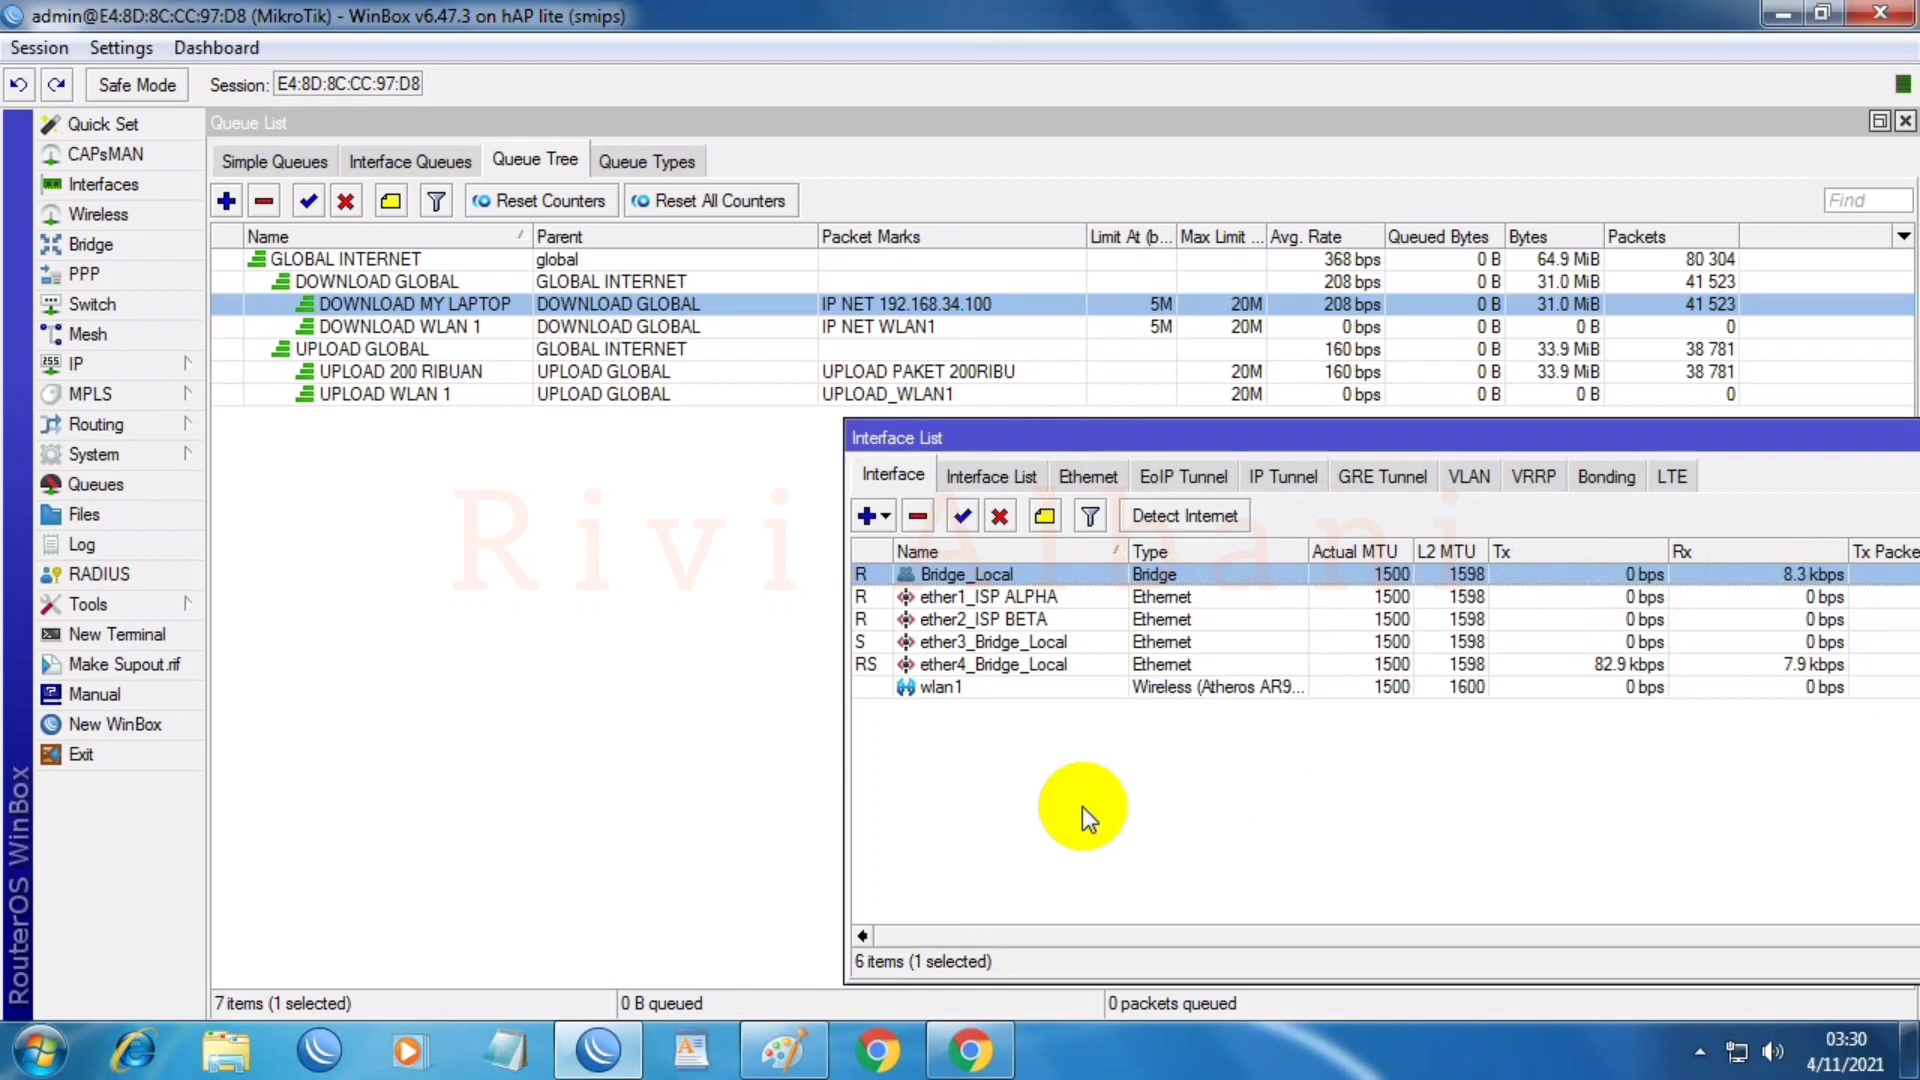 admin@E4:8D:8C:CC:97:D8 (MikroTik) - WinBox v6.47.3 on hAP lite (smips)
Session Settings Dashboard
Safe Mode Session: E4:8D:8C:CC:97:D8
Quick Set
CAPsMAN
Interfaces
Wireless
Bridge
PPP
Switch
Mesh
IP
MPLS
Routing
System
Queues
Files
Log
RADIUS
Tools
New Terminal
Make Supout.rif
Manual
New WinBox
Exit
RouterOS WinBox
Queue List
Simple Queues Interface Queues Queue Tree Queue Types
Reset Counters Reset All Counters Find
Name Parent Packet Marks Limit At (b... Max Limit ... Avg. Rate Queued Bytes Bytes Packets
GLOBAL INTERNET global 368 bps 0 B 64.9 MiB 80 304
DOWNLOAD GLOBAL GLOBAL INTERNET 208 bps 0 B 31.0 MiB 41 523
DOWNLOAD MY LAPTOP DOWNLOAD GLOBAL IP NET 192.168.34.100 5M 20M 208 bps 0 B 31.0 MiB 41 523
DOWNLOAD WLAN 1 DOWNLOAD GLOBAL IP NET WLAN1 5M 20M 0 bps 0 B 0 B 0
UPLOAD GLOBAL GLOBAL INTERNET 160 bps 0 B 33.9 MiB 38 781
UPLOAD 200 RIBUAN UPLOAD GLOBAL UPLOAD PAKET 200RIBU 20M 160 bps 0 B 33.9 MiB 38 781
UPLOAD WLAN 1 UPLOAD GLOBAL UPLOAD_WLAN1 20M 0 bps 0 B 0 B 0
Interface List
Interface Interface List Ethernet EoIP Tunnel IP Tunnel GRE Tunnel VLAN VRRP Bonding LTE
Detect Internet
Rivi Albani
Name Type Actual MTU L2 MTU Tx Rx Tx Packe
R Bridge_Local Bridge 1500 1598 0 bps 8.3 kbps
R ether1_ISP ALPHA Ethernet 1500 1598 0 bps 0 bps
R ether2_ISP BETA Ethernet 1500 1598 0 bps 0 bps
S ether3_Bridge_Local Ethernet 1500 1598 0 bps 0 bps
RS ether4_Bridge_Local Ethernet 1500 1598 82.9 kbps 7.9 kbps
wlan1 Wireless (Atheros AR9... 1500 1600 0 bps 0 bps
6 items (1 selected)
7 items (1 selected) 0 B queued 0 packets queued
03:30
4/11/2021